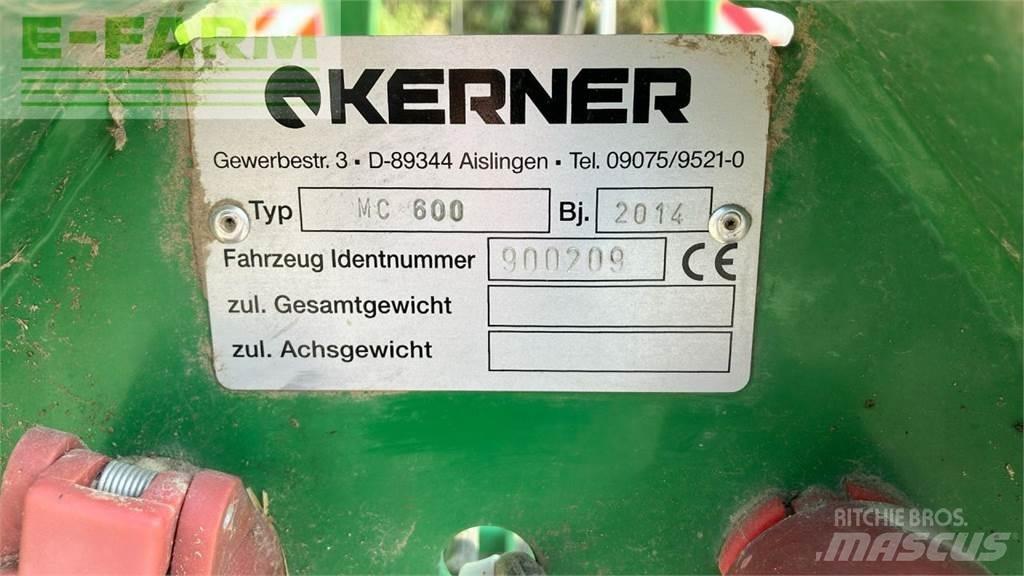 E-FARM
KERNER
Gewerbestr. 3 ▪ D-89344 Aislingen ▪ Tel. 09075/9521-0
Typ MC 600 Bj. 2014
Fahrzeug Identnummer 900209 CE
zul. Gesamtgewicht
zul. Achsgewicht
RITCHIE BROS.
MASCUS